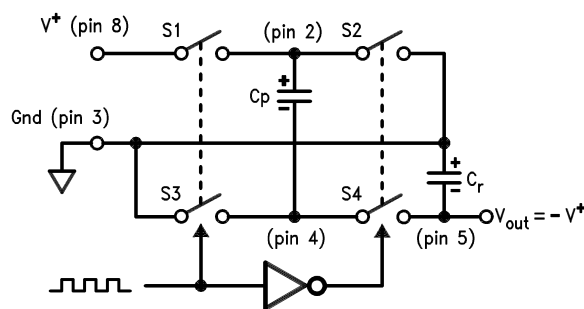 V+ (pin 8)
S1
(pin 2)
S2
Cp
Gnd (pin 3)
Cr
S3
S4
Vout = - V+
(pin 4)
(pin 5)